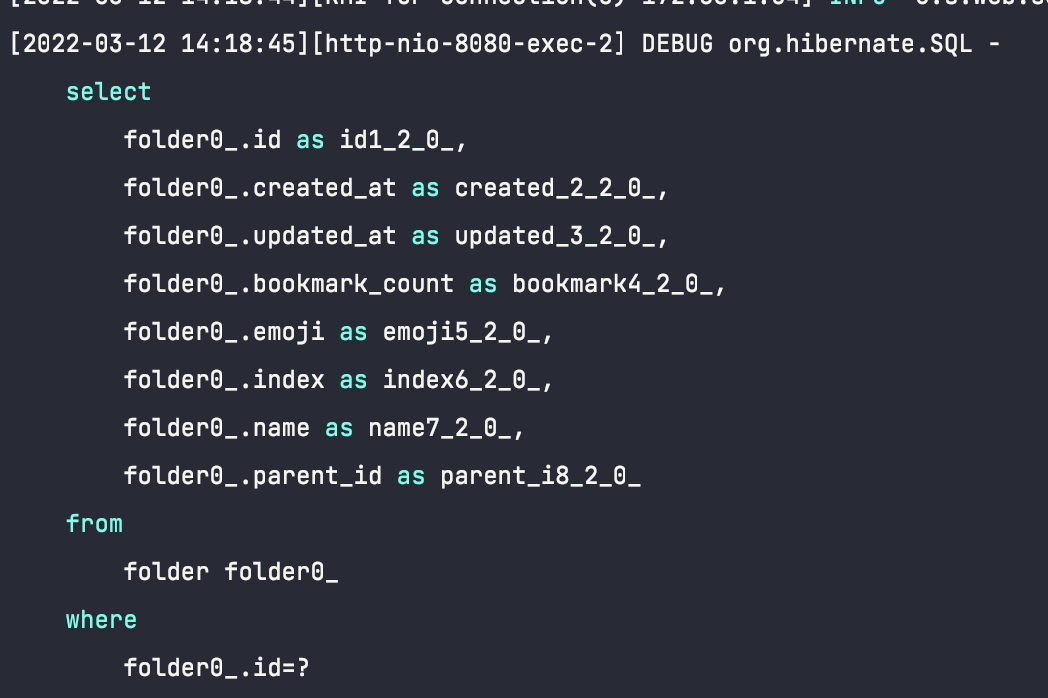 [2022-03-12 14:18:45][http-nio-8080-exec-2] DEBUG org.hibernate.SQL -
select
folder0_.id as id1_2_0_,
folder0_.created_at as created_2_2_0_,
folder0_.updated_at as updated_3_2_0_,
folder0_.bookmark_count as bookmark4_2_0_,
folder0_.emoji as emoji5_2_0_,
folder0_.index as index6_2_0_,
folder0_.name as name7_2_0_,
folder0_.parent_id as parent_i8_2_0_
from
folder folder0_
where
folder0_.id=?